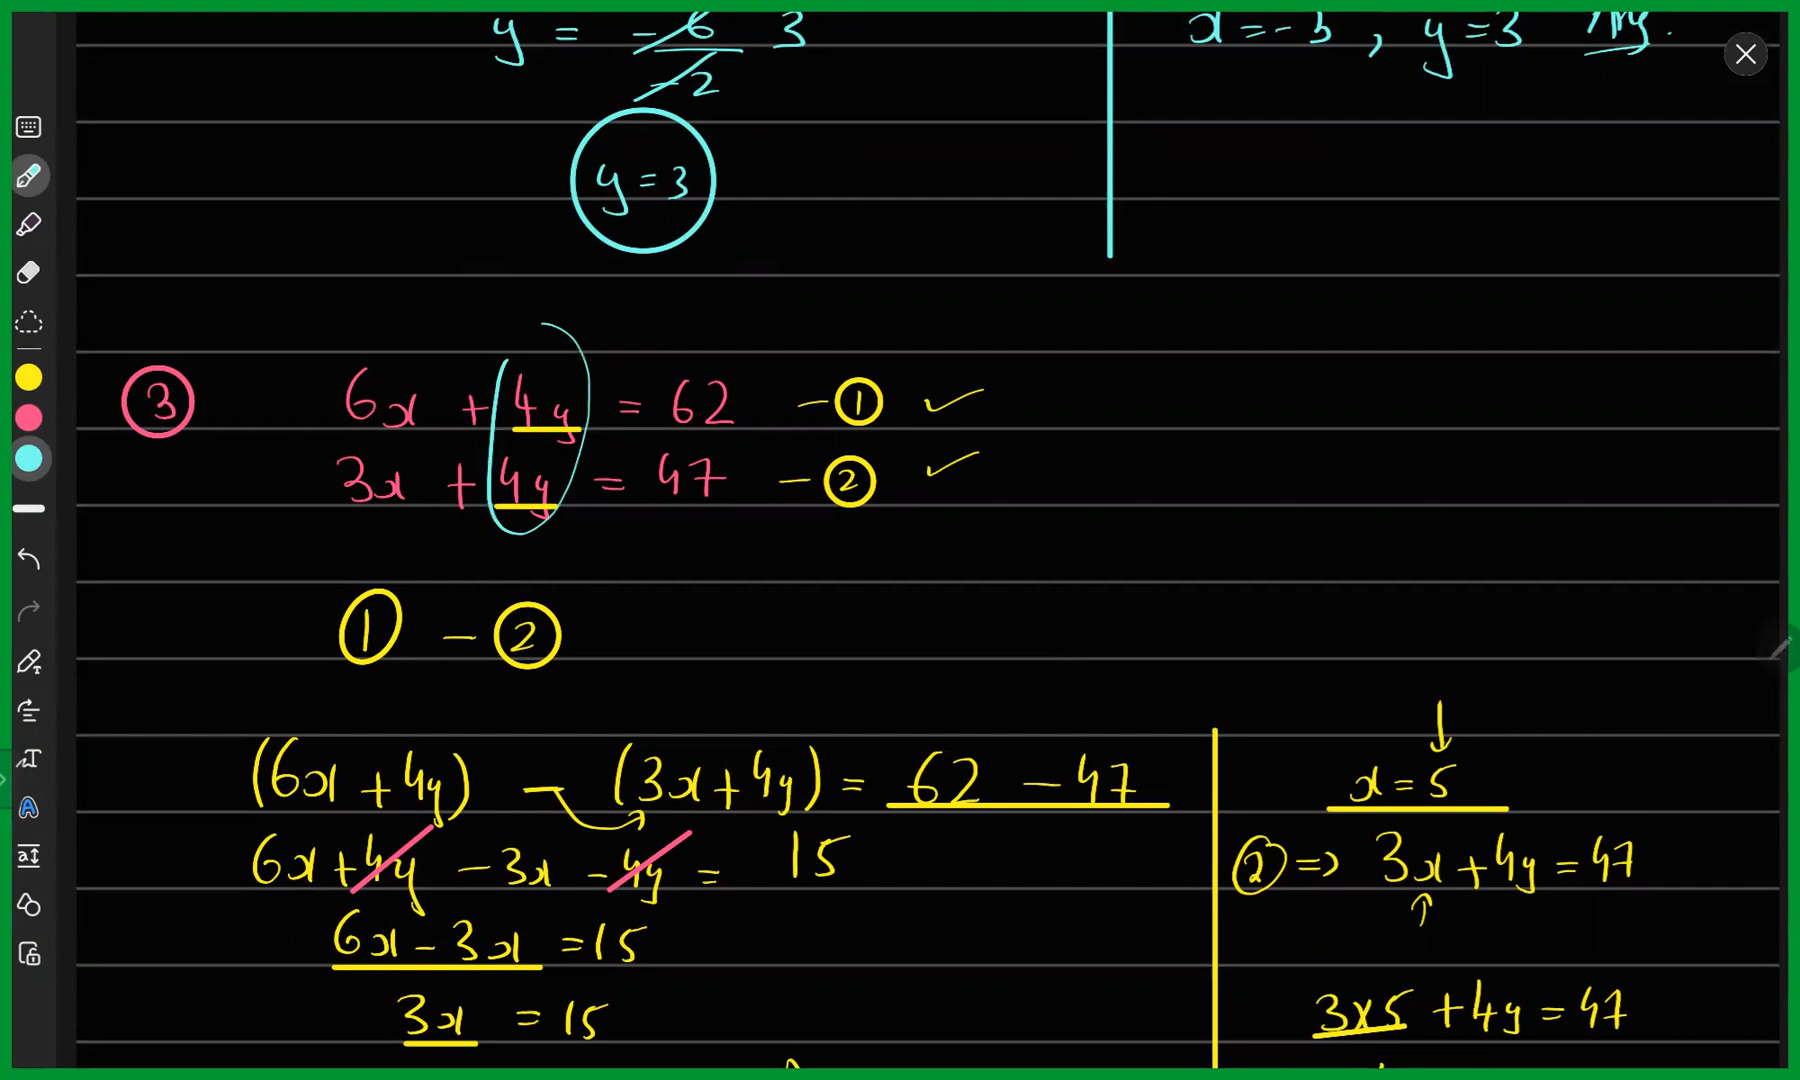 y = -6/-2 3
x = -3 , y = 3
y = 3
③ 6x + 4y = 62 - ①
3x + 4y = 47 - ②
① - ②
(6x + 4y) - (3x + 4y) = 62 - 47
6x + 4y - 3x - 4y = 15
6x - 3x = 15
3x = 15
x = 5
② => 3x + 4y = 47
3x5 + 4y = 47